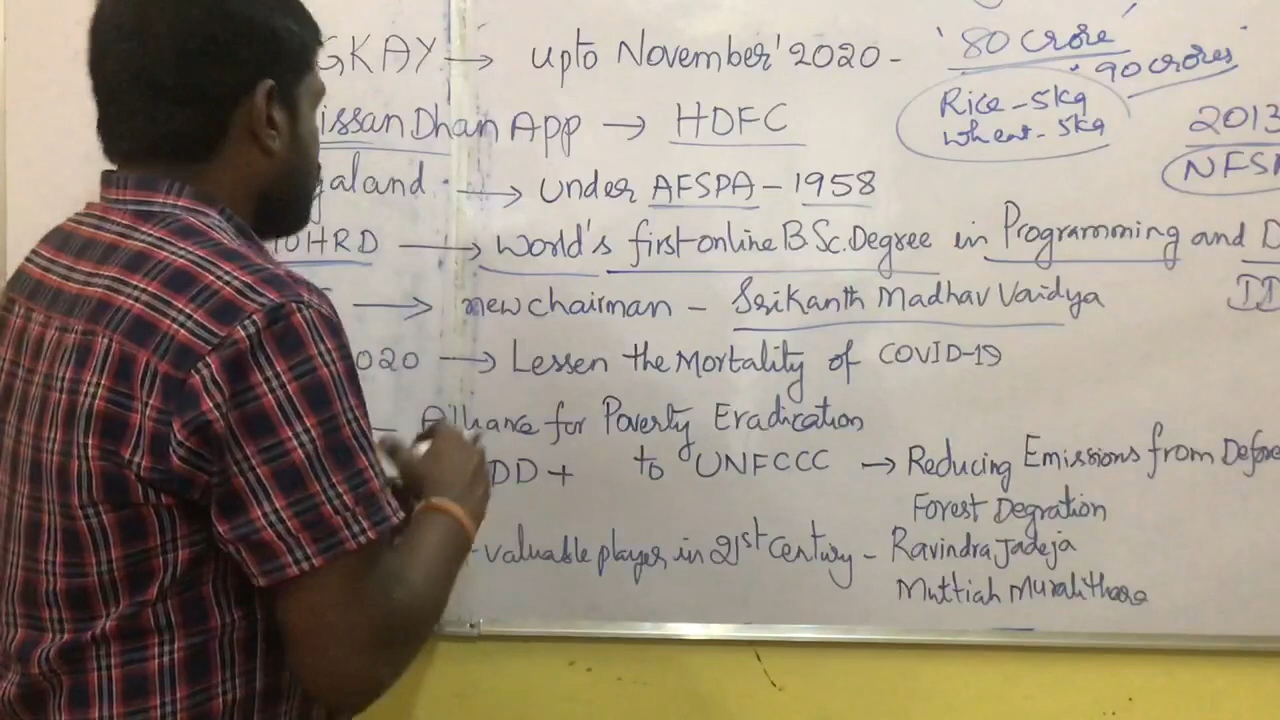 GKAY → upto November' 2020 - '80 Crore'
"90 crores"
Rice - 5kg
wheat - 5kg
2013
NFSA
issan Dhan App → HDFC
galand → under AFSPA - 1958
HRD → world's first online B Sc. Degree in Programming and D
→ new chairman - Srikanth Madhav Vaidya
020 → Lessen the Mortality of COVID-19
Alliance for Poverty Eradication
DD + to UNFCCC → Reducing Emissions from Defore
Forest Degration
valuable player in 21st Century - Ravindra Jadeja
Muttiah Muralithara